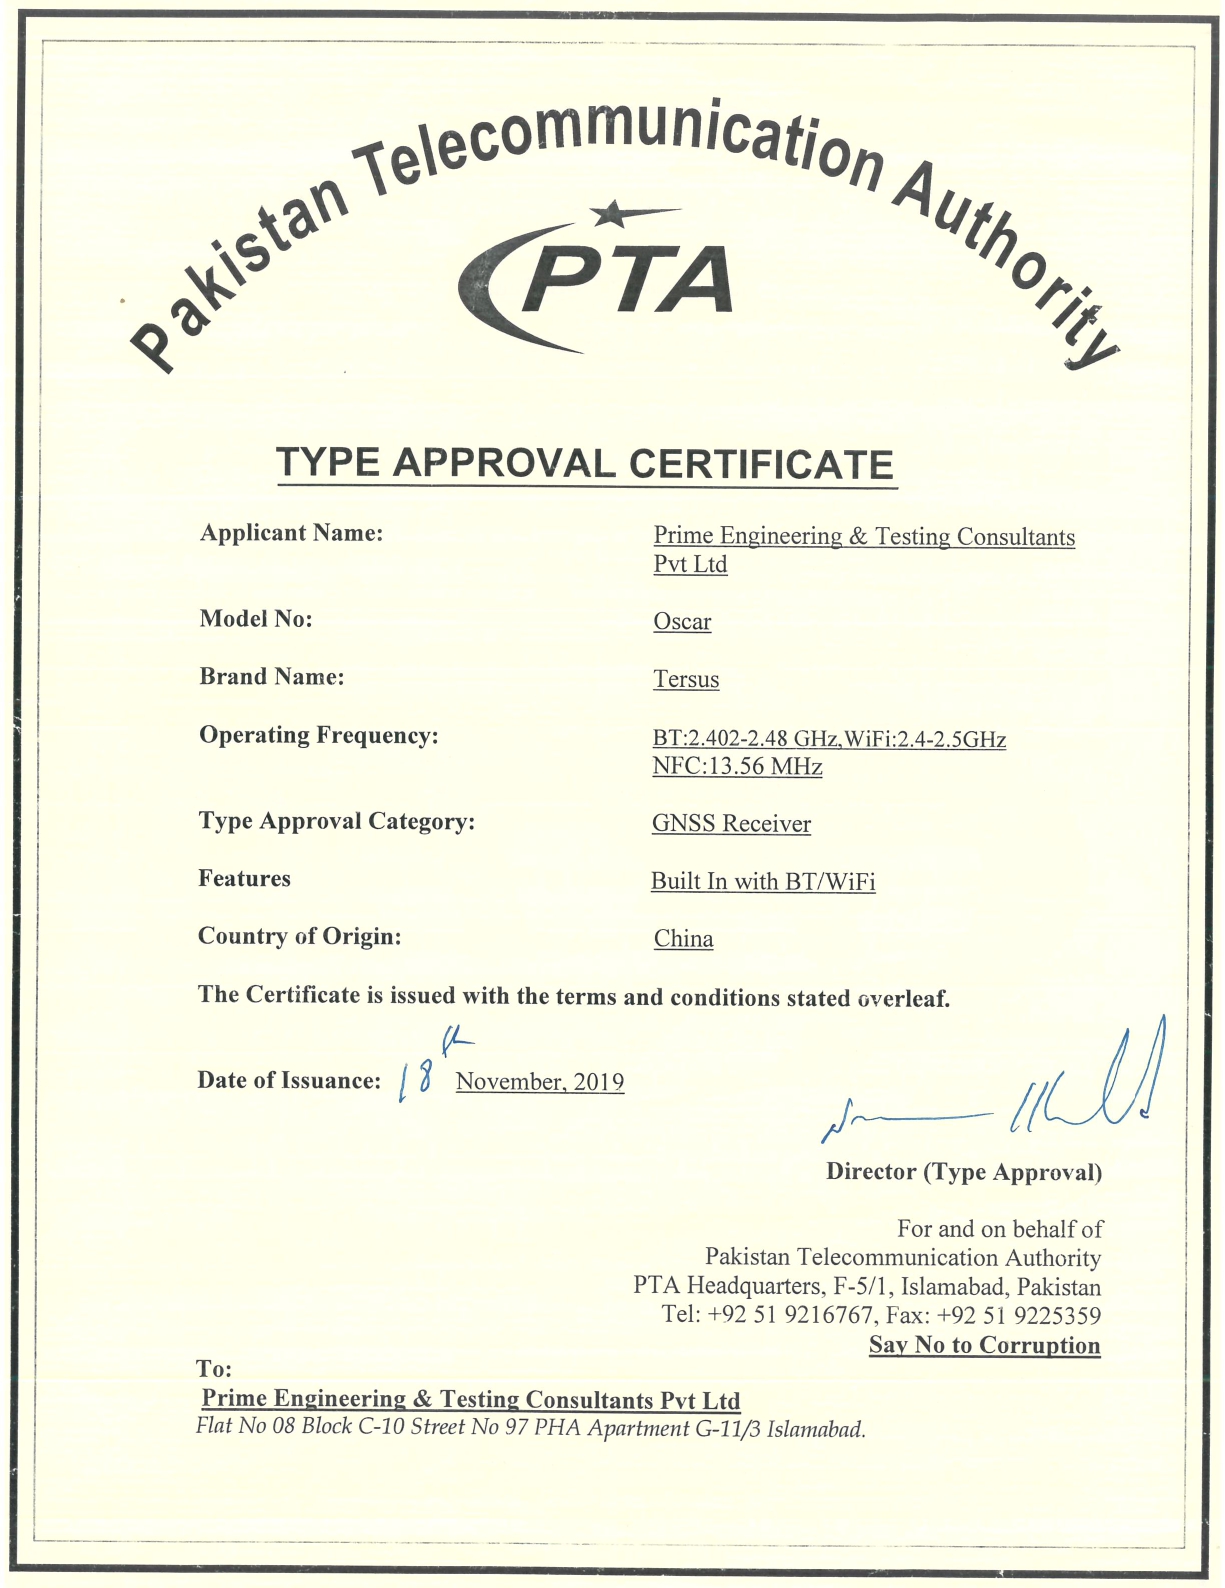 Pakistan Telecommunication Authority
PTA
TYPE APPROVAL CERTIFICATE
Applicant Name: Prime Engineering & Testing Consultants
Pvt Ltd
Model No: Oscar
Brand Name: Tersus
Operating Frequency: BT:2.402-2.48 GHz,WiFi:2.4-2.5GHz
NFC:13.56 MHz
Type Approval Category: GNSS Receiver
Features Built In with BT/WiFi
Country of Origin: China
The Certificate is issued with the terms and conditions stated overleaf.
Date of Issuance: 18th November, 2019
Director (Type Approval)
For and on behalf of
Pakistan Telecommunication Authority
PTA Headquarters, F-5/1, Islamabad, Pakistan
Tel: +92 51 9216767, Fax: +92 51 9225359
Say No to Corruption
To:
Prime Engineering & Testing Consultants Pvt Ltd
Flat No 08 Block C-10 Street No 97 PHA Apartment G-11/3 Islamabad.